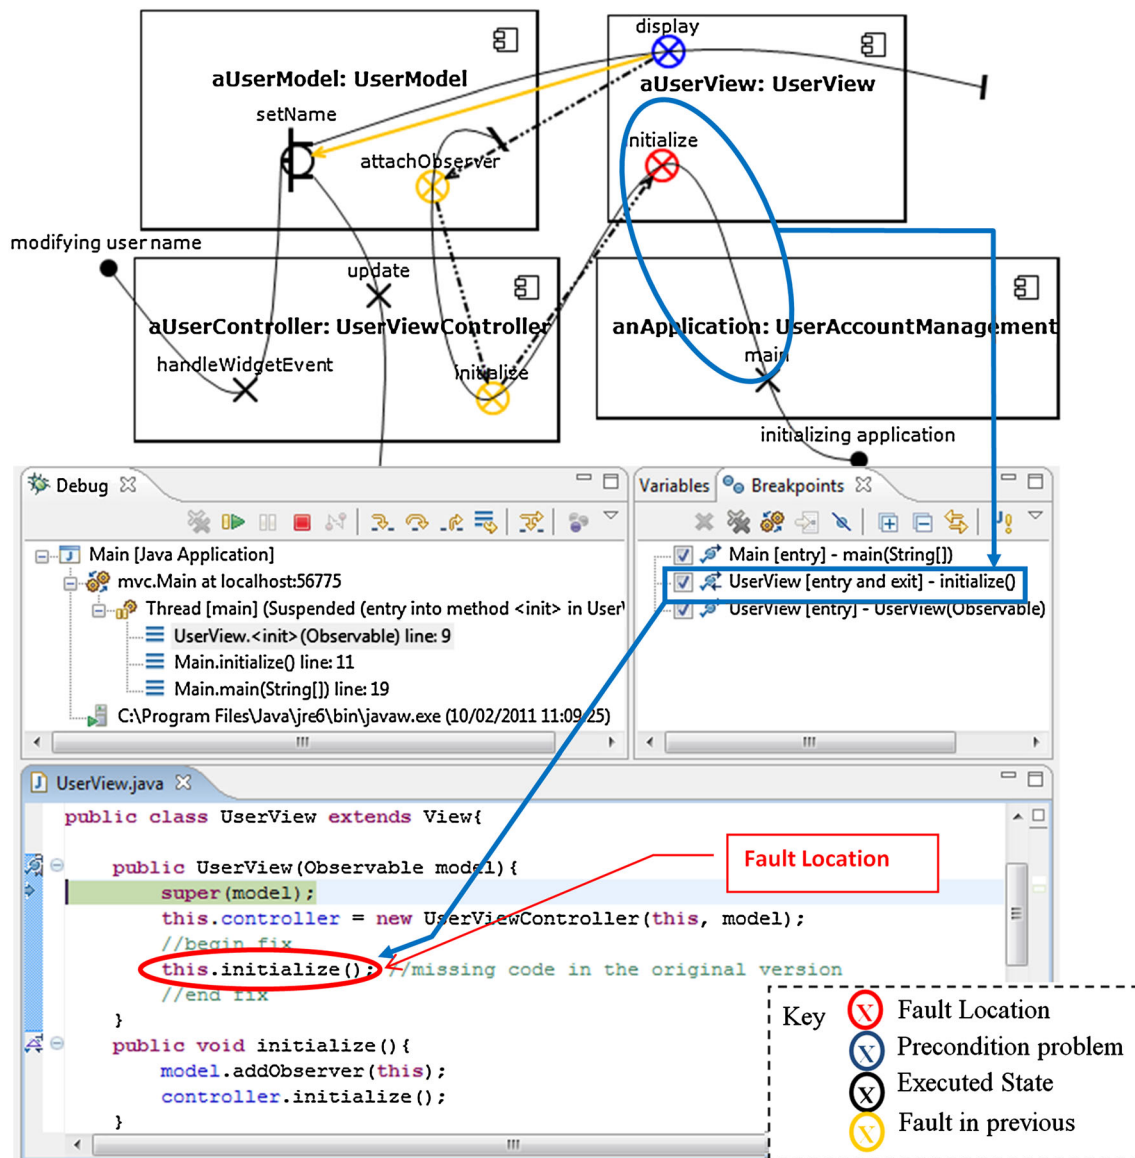 display
aUserModel: UserModel
aUserView: UserView
setName
initialize
attachObserver
modifying user name
update
aUserController: UserViewController
anApplication: UserAccountManagement
main
handleWidgetEvent
initialize
initializing application
Debug
Variables
Breakpoints
Main [Java Application]
mvc.Main at localhost:56775
Thread [main] (Suspended (entry into method <init> in User
UserView.<init>(Observable) line: 9
Main.initialize() line: 11
Main.main(String[]) line: 19
C:\Program Files\Java\jre6\bin\javaw.exe (10/02/2011 11:09:25)
Main [entry] - main(String[])
UserView [entry and exit] - initialize()
UserView [entry] - UserView(Observable)
UserView.java
public class UserView extends View{
public UserView(Observable model){
super(model);
this.controller = new UserViewController(this, model);
//begin fix
this.initialize(); //missing code in the original version
//end fix
}
public void initialize(){
model.addObserver(this);
controller.initialize();
}
Fault Location
Key
X Fault Location
X Precondition problem
X Executed State
X Fault in previous